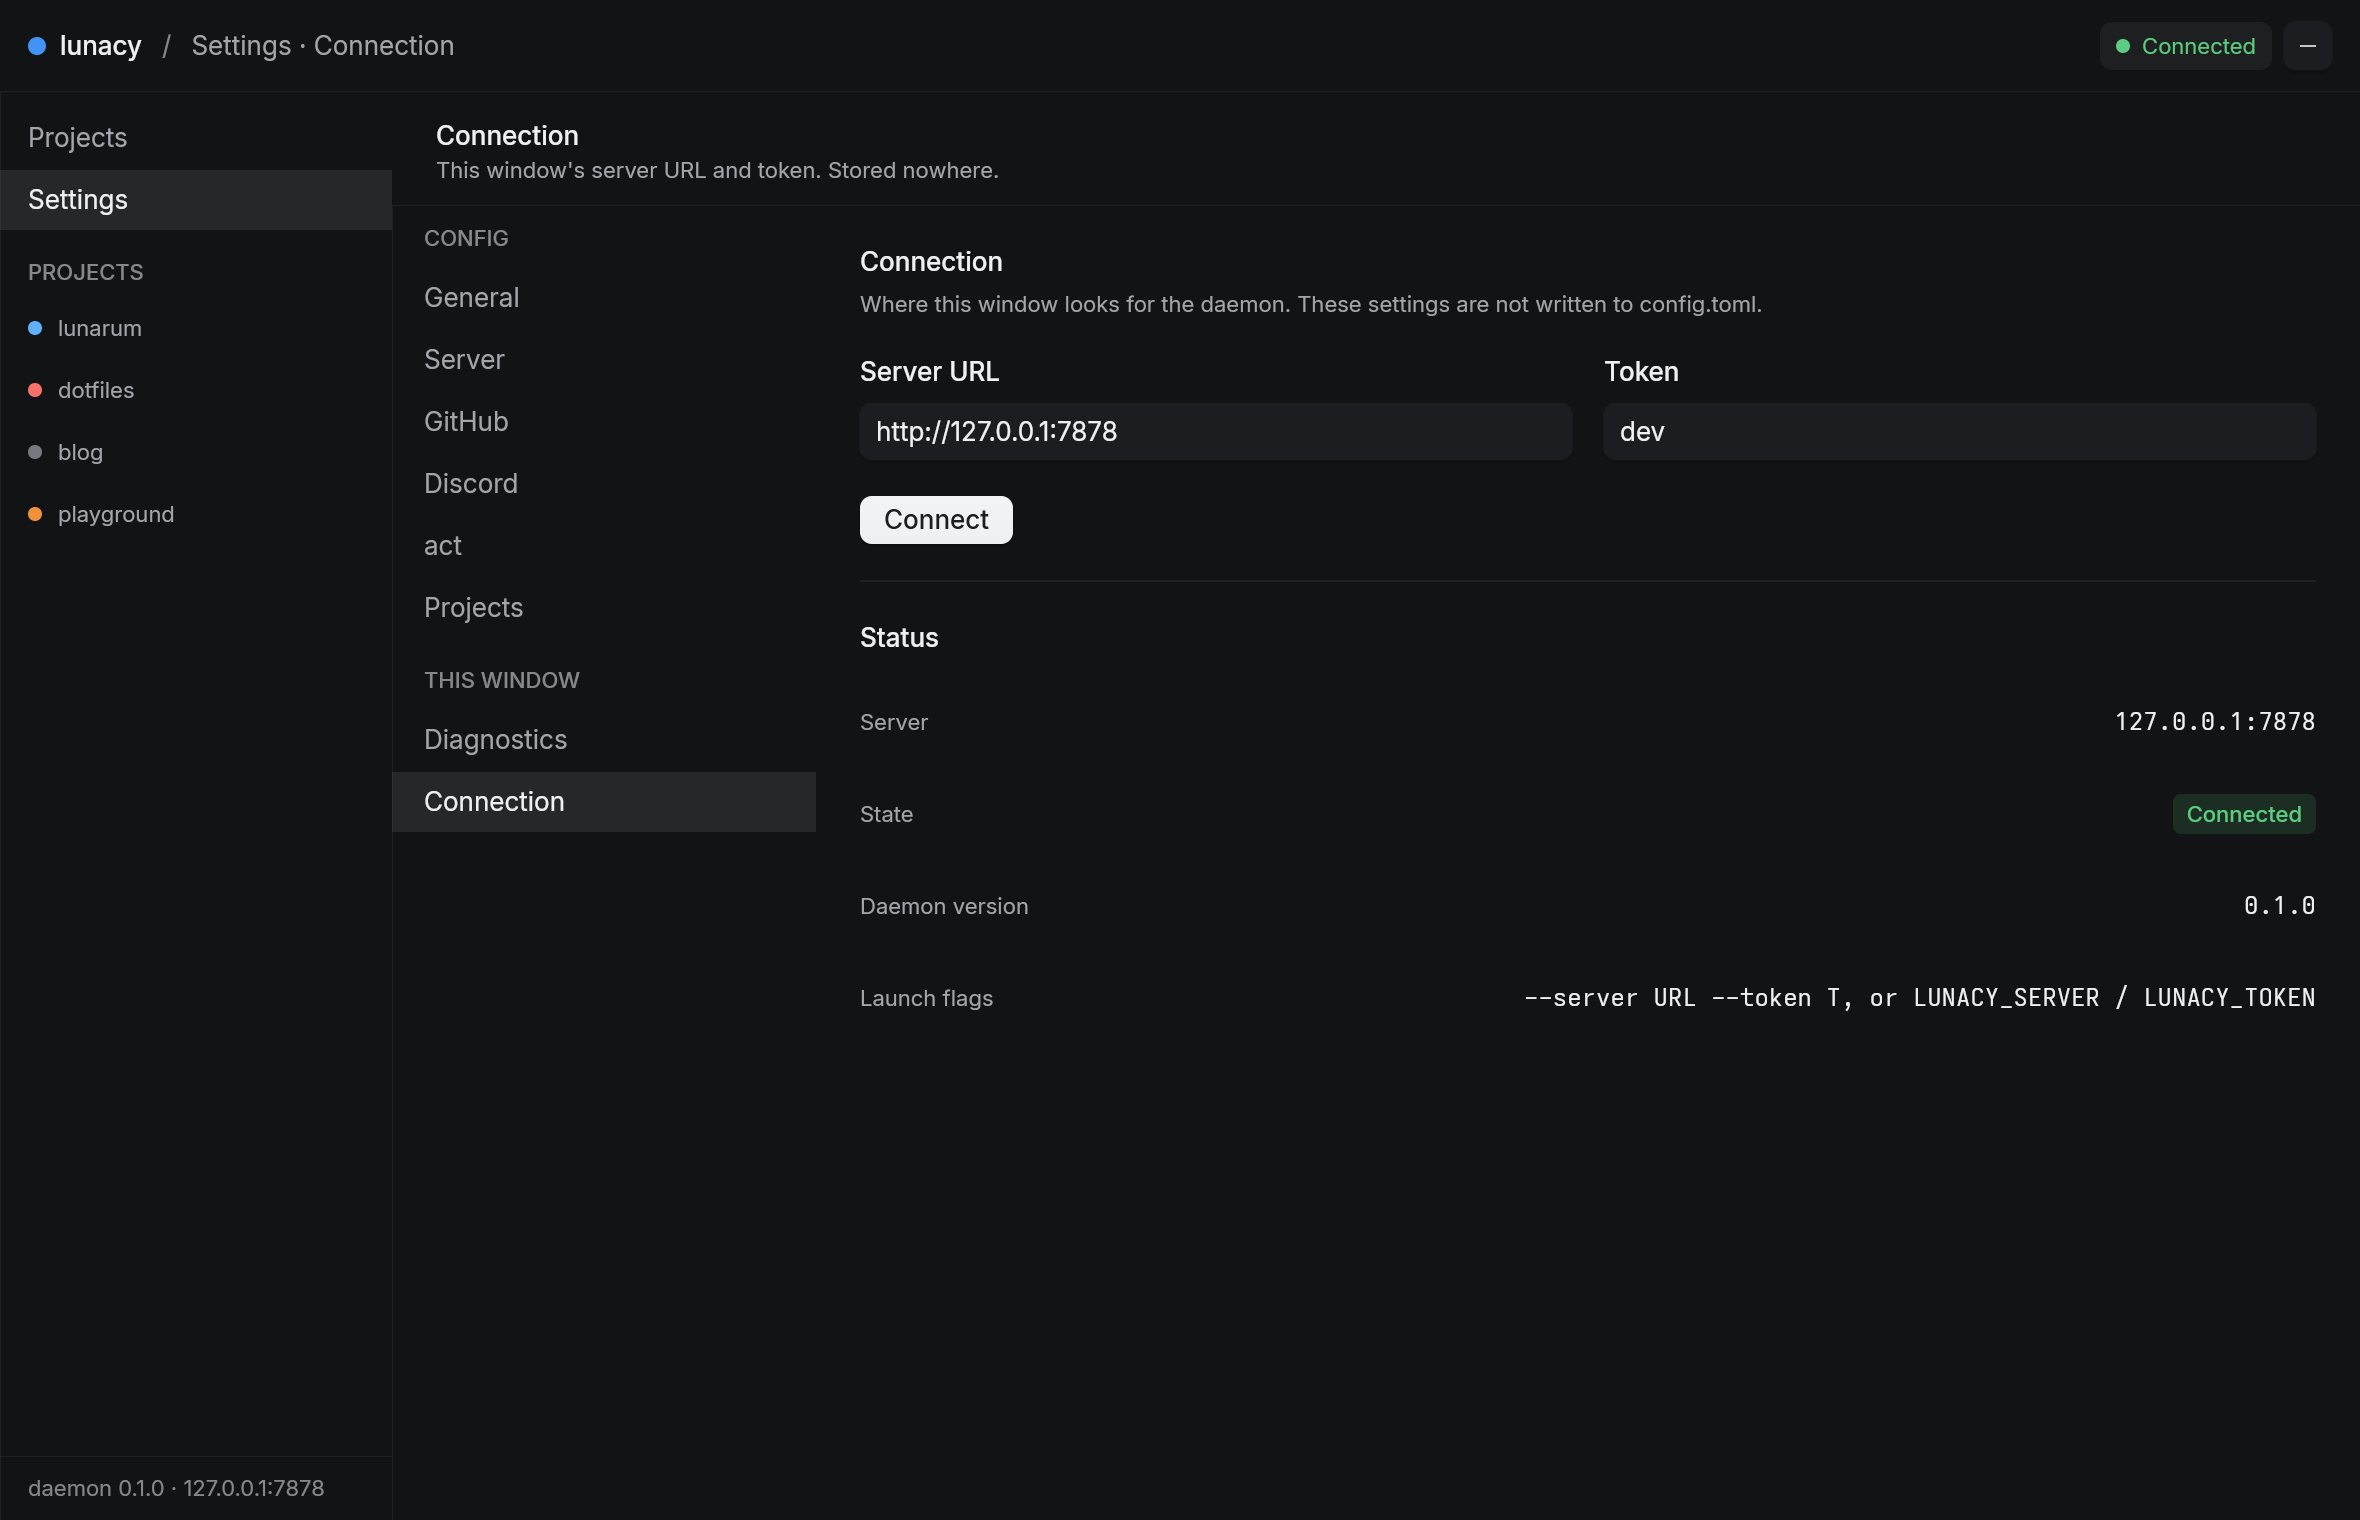 lunacy / Settings · Connection
Connected
Projects
Settings
PROJECTS
lunarum
dotfiles
blog
playground
daemon 0.1.0 · 127.0.0.1:7878
Connection
This window's server URL and token. Stored nowhere.
CONFIG
General
Server
GitHub
Discord
act
Projects
THIS WINDOW
Diagnostics
Connection
Connection
Where this window looks for the daemon. These settings are not written to config.toml.
Server URL
http://127.0.0.1:7878
Token
dev
Connect
Status
Server 127.0.0.1:7878
State Connected
Daemon version 0.1.0
Launch flags --server URL --token T, or LUNACY_SERVER / LUNACY_TOKEN